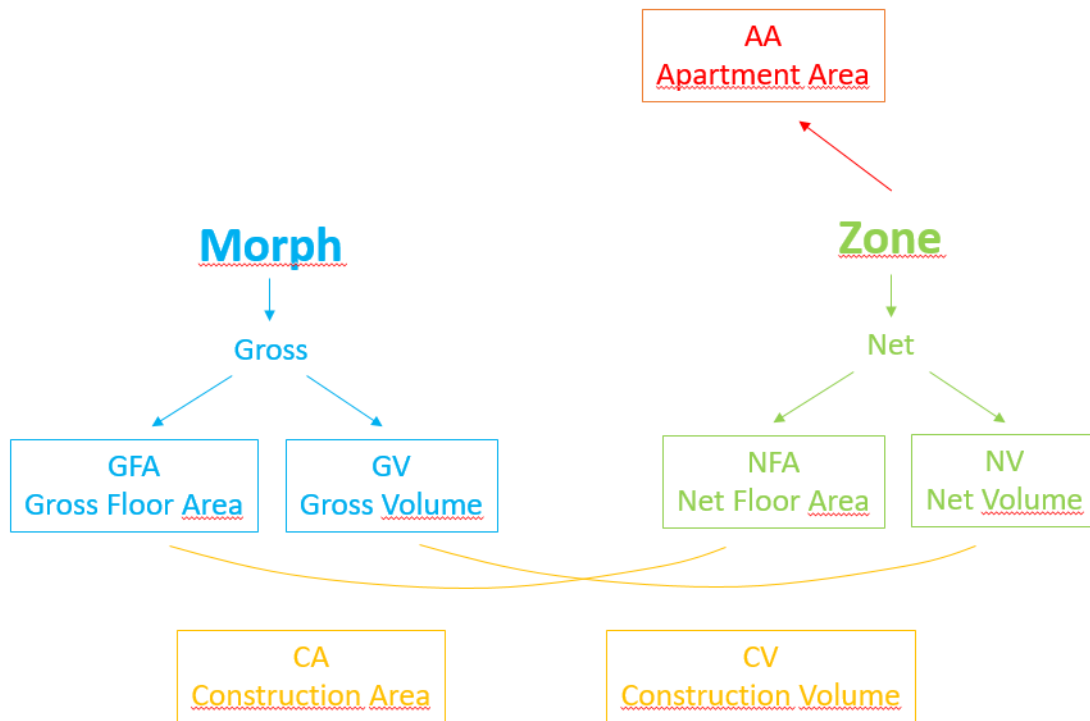 AA
Apartment Area
Morph
Zone
Gross
Net
GFA
Gross Floor Area
GV
Gross Volume
NFA
Net Floor Area
NV
Net Volume
CA
Construction Area
CV
Construction Volume